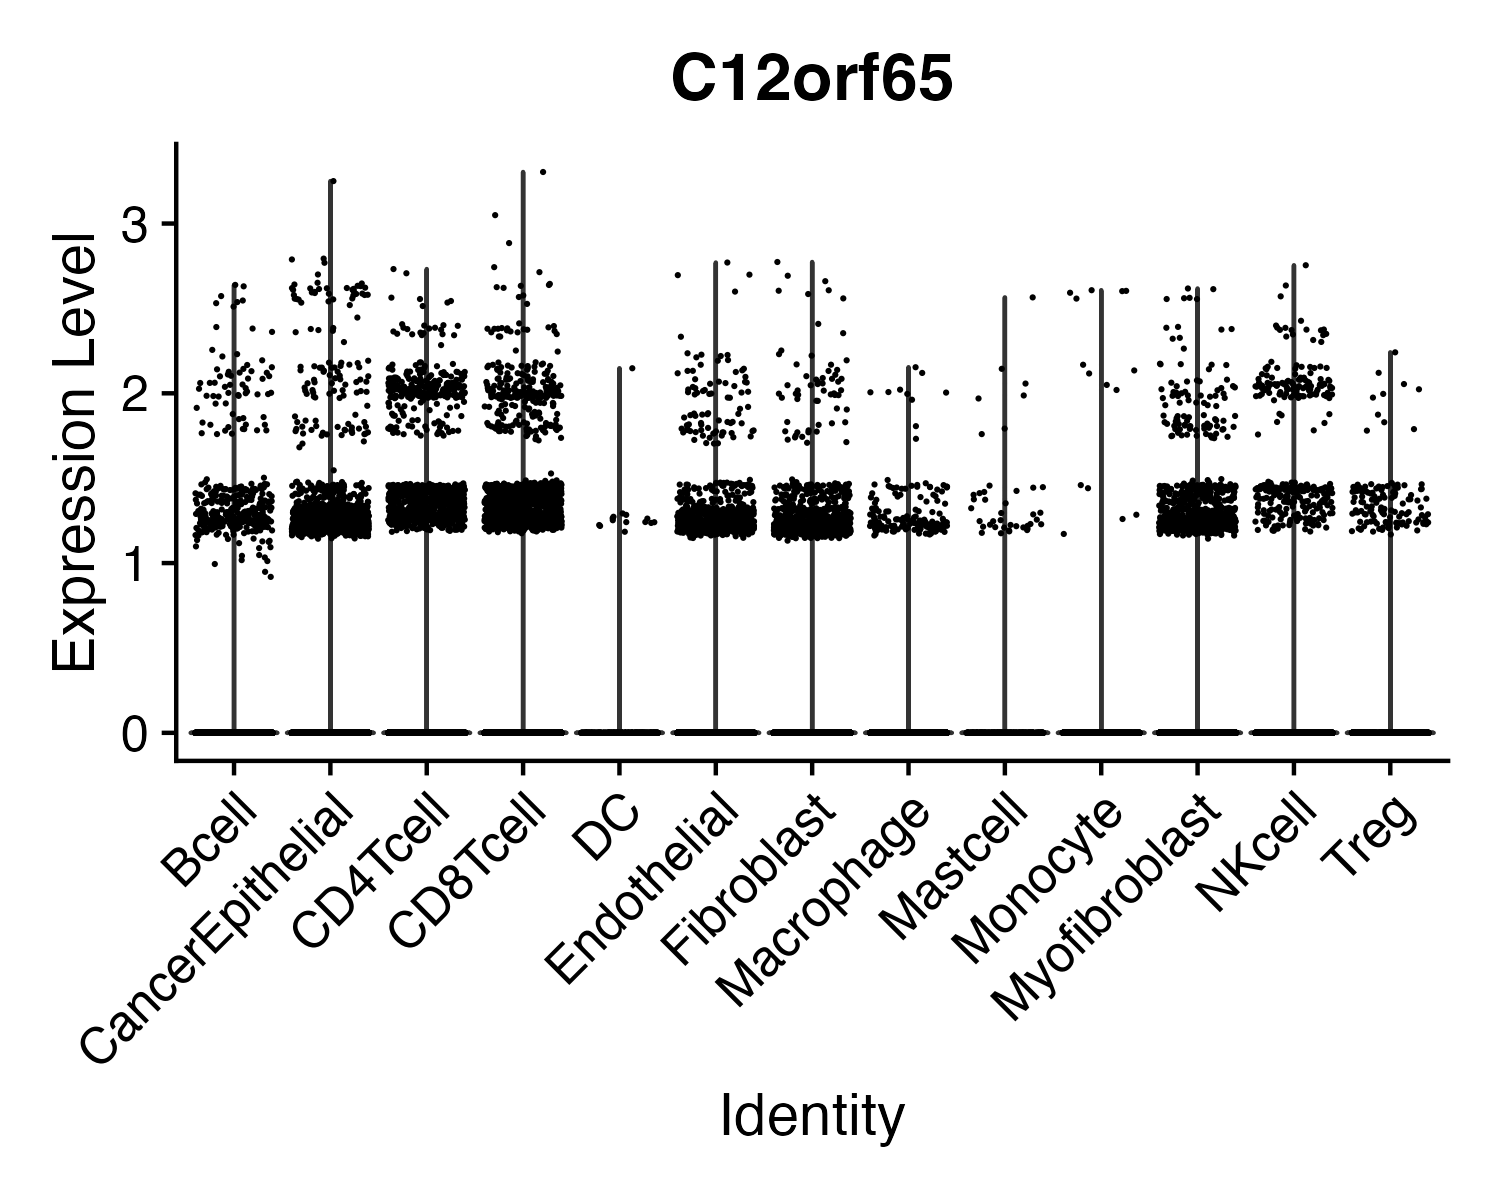 C12orf65
Expression Level
3
2
1
0
Bcell
CancerEpithelial
CD4Tcell
CD8Tcell
DC
Endothelial
Fibroblast
Macrophage
Mastcell
Monocyte
Myofibroblast
NKcell
Treg
Identity